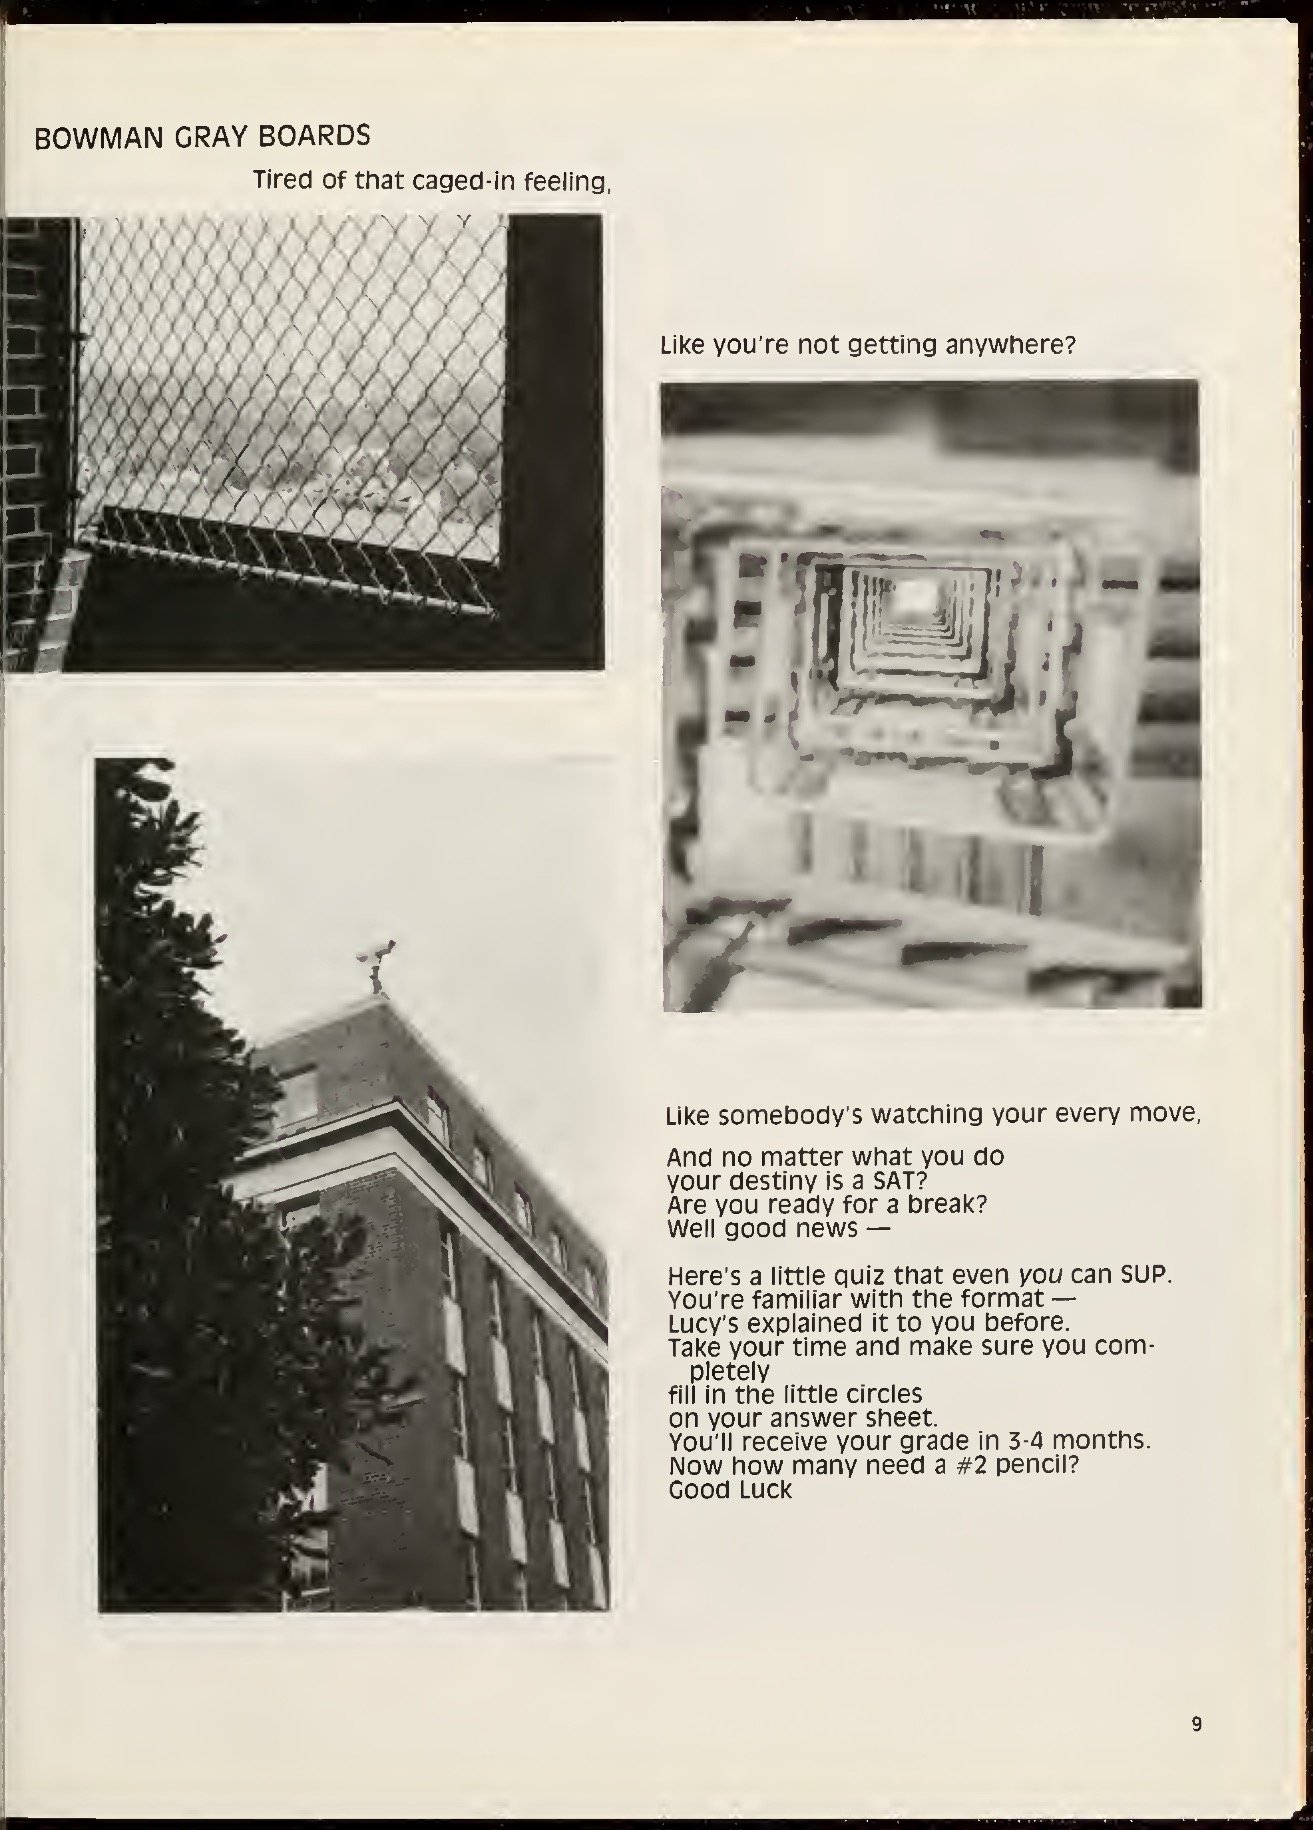 BOWMAN GRAY BOARDS
Tired of that caged-in feeling,
Like you're not getting anywhere?
Like somebody's watching your every move,
And no matter what you do
your destiny is a SAT?
Are you ready for a break?
Well good news —
Here's a little quiz that even you can SUP.
You're familiar with the format —
Lucy's explained it to you before.
Take your time and make sure you com-
pletely
fill in the little circles
on your answer sheet.
You'll receive your grade in 3-4 months.
Now how many need a #2 pencil?
Good Luck
9